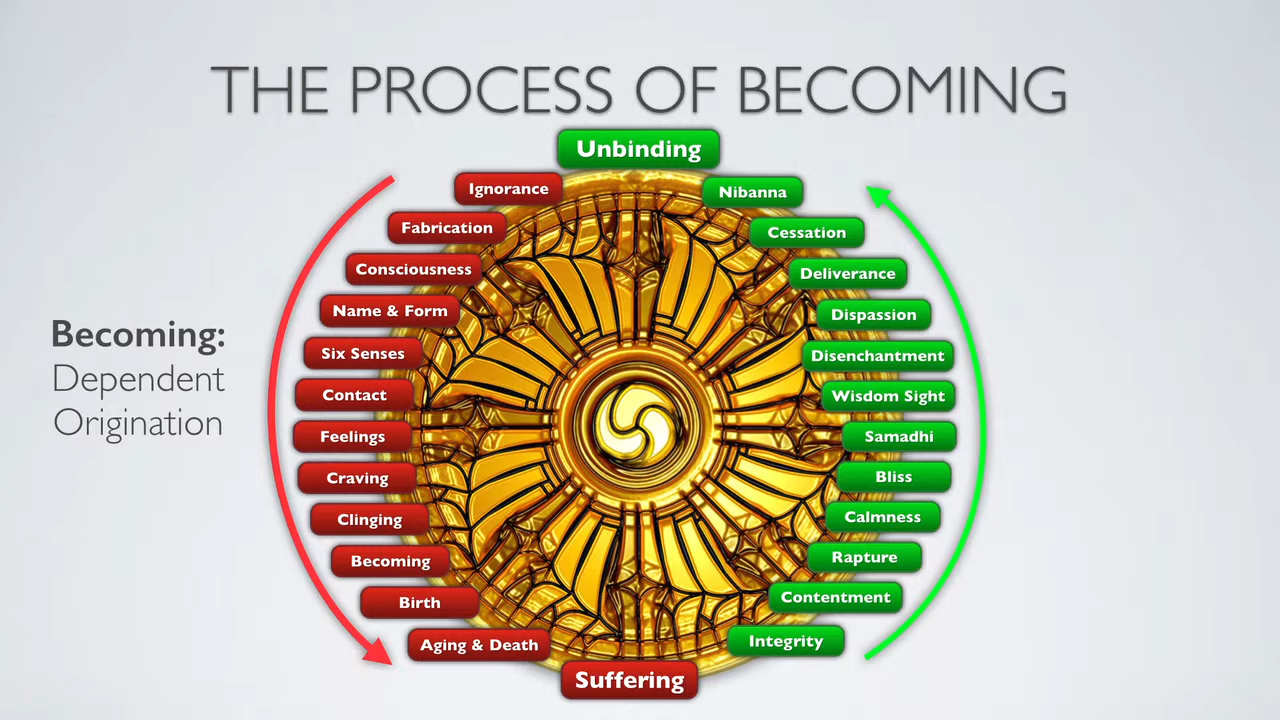 THE PROCESS OF BECOMING
Unbinding
Ignorance
Fabrication
Consciousness
Name & Form
Six Senses
Contact
Feelings
Craving
Clinging
Becoming
Birth
Aging & Death
Suffering
Nibanna
Cessation
Deliverance
Dispassion
Disenchantment
Wisdom Sight
Samadhi
Bliss
Calmness
Rapture
Contentment
Integrity
Becoming:
Dependent
Origination